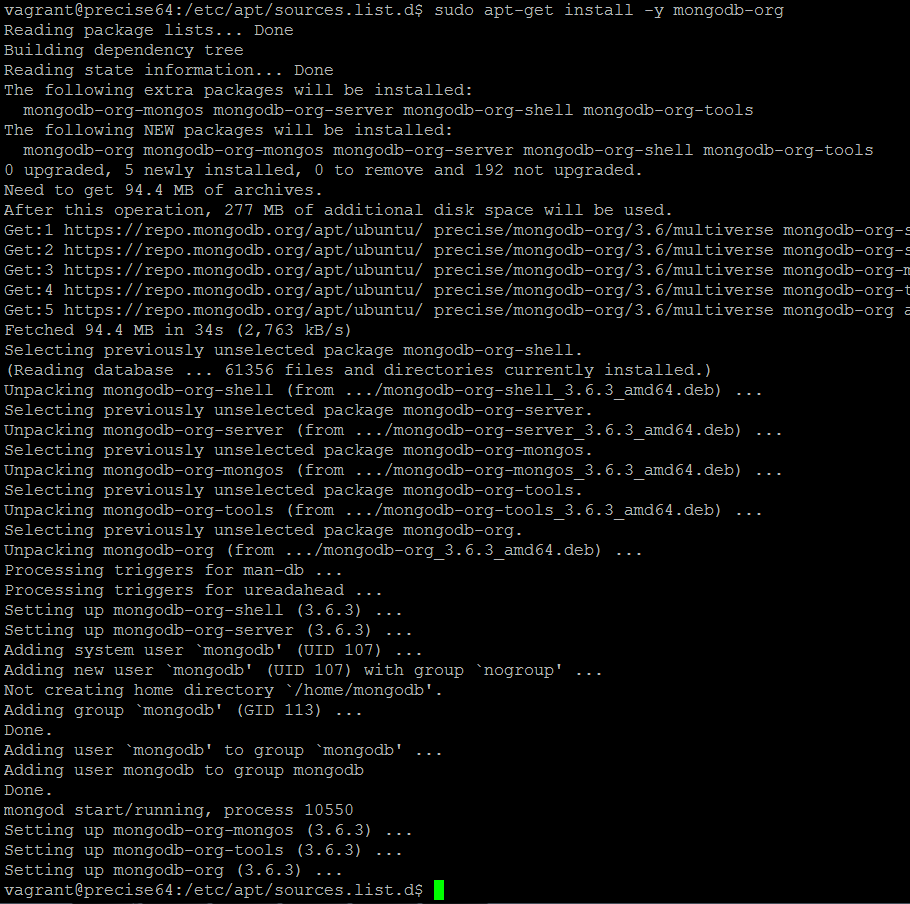 vagrant@precise64:/etc/apt/sources.list.d$ sudo apt-get install -y mongodb-org
Reading package lists... Done
Building dependency tree
Reading state information... Done
The following extra packages will be installed:
  mongodb-org-mongos mongodb-org-server mongodb-org-shell mongodb-org-tools
The following NEW packages will be installed:
  mongodb-org mongodb-org-mongos mongodb-org-server mongodb-org-shell mongodb-org-tools
0 upgraded, 5 newly installed, 0 to remove and 192 not upgraded.
Need to get 94.4 MB of archives.
After this operation, 277 MB of additional disk space will be used.
Get:1 https://repo.mongodb.org/apt/ubuntu/ precise/mongodb-org/3.6/multiverse mongodb-org-s
Get:2 https://repo.mongodb.org/apt/ubuntu/ precise/mongodb-org/3.6/multiverse mongodb-org-s
Get:3 https://repo.mongodb.org/apt/ubuntu/ precise/mongodb-org/3.6/multiverse mongodb-org-m
Get:4 https://repo.mongodb.org/apt/ubuntu/ precise/mongodb-org/3.6/multiverse mongodb-org-t
Get:5 https://repo.mongodb.org/apt/ubuntu/ precise/mongodb-org/3.6/multiverse mongodb-org a
Fetched 94.4 MB in 34s (2,763 kB/s)
Selecting previously unselected package mongodb-org-shell.
(Reading database ... 61356 files and directories currently installed.)
Unpacking mongodb-org-shell (from .../mongodb-org-shell_3.6.3_amd64.deb) ...
Selecting previously unselected package mongodb-org-server.
Unpacking mongodb-org-server (from .../mongodb-org-server_3.6.3_amd64.deb) ...
Selecting previously unselected package mongodb-org-mongos.
Unpacking mongodb-org-mongos (from .../mongodb-org-mongos_3.6.3_amd64.deb) ...
Selecting previously unselected package mongodb-org-tools.
Unpacking mongodb-org-tools (from .../mongodb-org-tools_3.6.3_amd64.deb) ...
Selecting previously unselected package mongodb-org.
Unpacking mongodb-org (from .../mongodb-org_3.6.3_amd64.deb) ...
Processing triggers for man-db ...
Processing triggers for ureadahead ...
Setting up mongodb-org-shell (3.6.3) ...
Setting up mongodb-org-server (3.6.3) ...
Adding system user `mongodb' (UID 107) ...
Adding new user `mongodb' (UID 107) with group `nogroup' ...
Not creating home directory `/home/mongodb'.
Adding group `mongodb' (GID 113) ...
Done.
Adding user `mongodb' to group `mongodb' ...
Adding user mongodb to group mongodb
Done.
mongod start/running, process 10550
Setting up mongodb-org-mongos (3.6.3) ...
Setting up mongodb-org-tools (3.6.3) ...
Setting up mongodb-org (3.6.3) ...
vagrant@precise64:/etc/apt/sources.list.d$